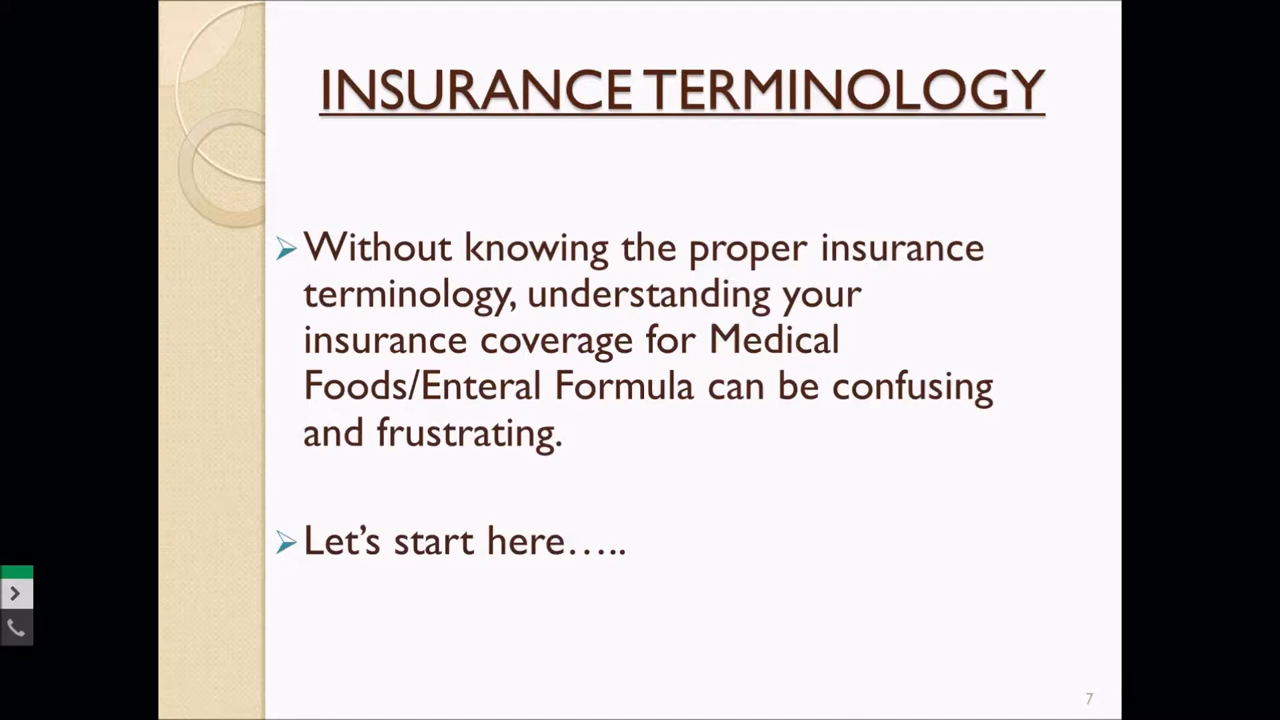 INSURANCE TERMINOLOGY
Without knowing the proper insurance
terminology, understanding your
insurance coverage for Medical
Foods/Enteral Formula can be confusing
and frustrating.
Let’s start here…..
7